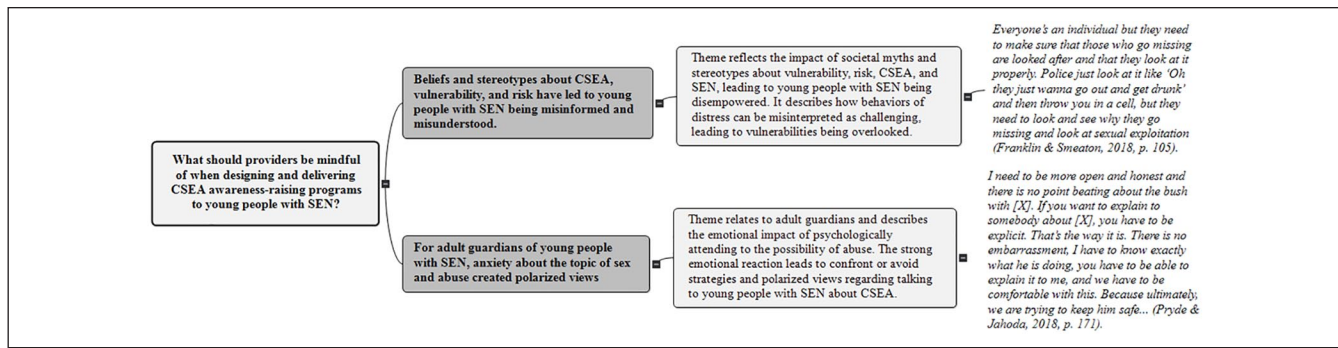 What should providers be mindful
of when designing and delivering
CSEA awareness-raising programs
to young people with SEN?
Beliefs and stereotypes about CSEA,
vulnerability, and risk have led to young
people with SEN being misinformed and
misunderstood.
Theme reflects the impact of societal myths and
stereotypes about vulnerability, risk, CSEA, and
SEN, leading to young people with SEN being
disempowered. It describes how behaviors of
distress can be misinterpreted as challenging,
leading to vulnerabilities being overlooked.
Everyone's an individual but they need
to make sure that those who go missing
are looked after and that they look at it
properly. Police just look at it like 'Oh
they just wanna go out and get drunk'
and then throw you in a cell, but they
need to look and see why they go
missing and look at sexual exploitation
(Franklin & Smeaton, 2018, p. 105).
For adult guardians of young people
with SEN, anxiety about the topic of sex
and abuse created polarized views
Theme relates to adult guardians and describes
the emotional impact of psychologically
attending to the possibility of abuse. The strong
emotional reaction leads to confront or avoid
strategies and polarized views regarding talking
to young people with SEN about CSEA.
I need to be more open and honest and
there is no point beating about the bush
with [X]. If you want to explain to
somebody about [X], you have to be
explicit. That's the way it is. There is no
embarrassment, I have to know exactly
what he is doing, you have to be able to
explain it to me, and we have to be
comfortable with this. Because ultimately,
we are trying to keep him safe... (Pryde &
Jahoda, 2018, p. 171).